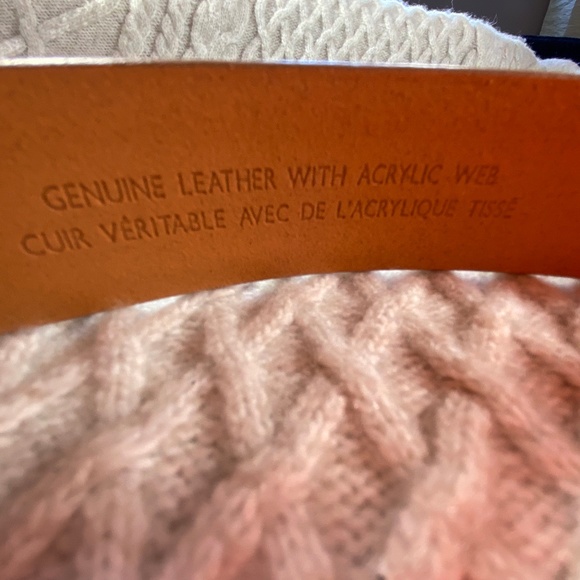 GENUINE LEATHER WITH ACRYLIC WEB
CUIR VÉRITABLE AVEC DE L'ACRYLIQUE TISSÉ